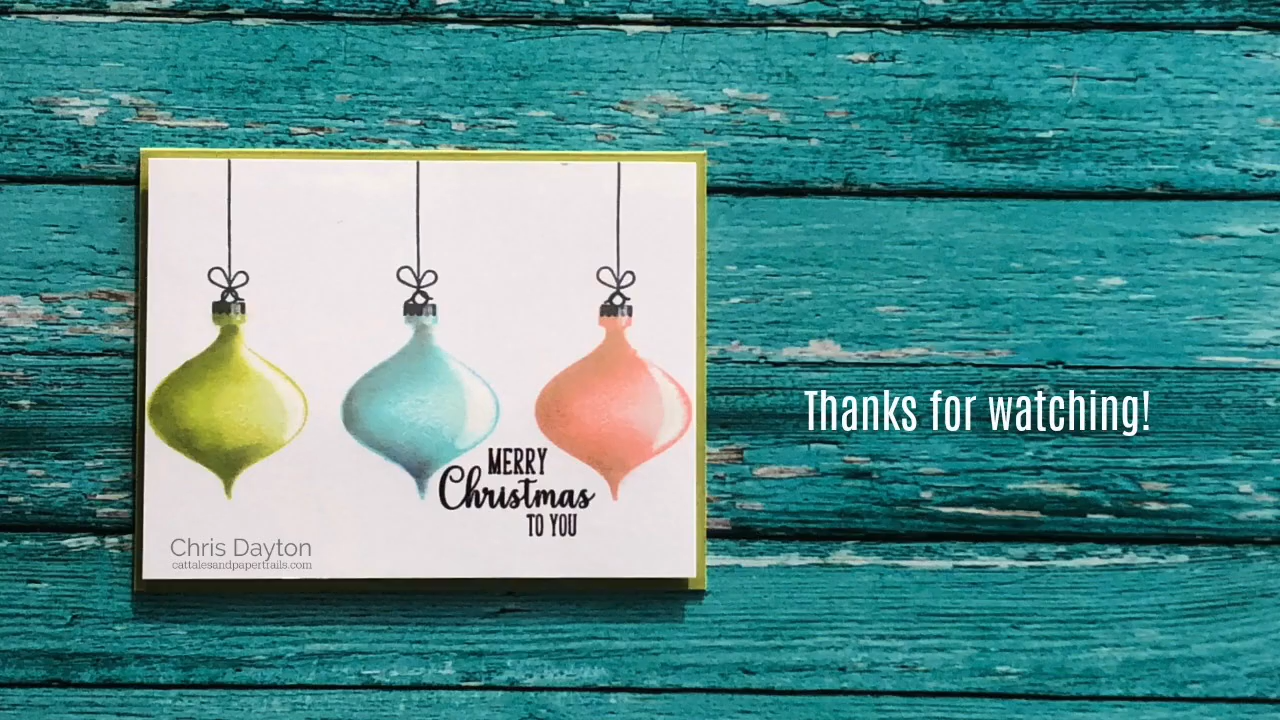 MERRY
Christmas
TO YOU
Chris Dayton
cattalesandpapertrails.com
Thanks for watching!